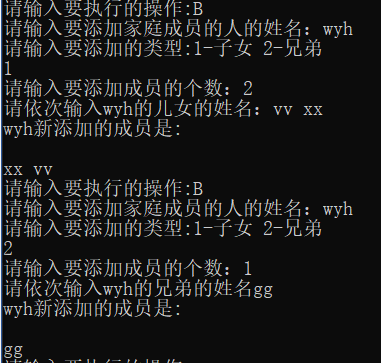 请输入要执行的操作:B
请输入要添加家庭成员的人的姓名：wyh
请输入要添加的类型:1-子女 2-兄弟
1
请输入要添加成员的个数：2
请依次输入wyh的儿女的姓名：vv xx
wyh新添加的成员是:
xx vv
请输入要执行的操作:B
请输入要添加家庭成员的人的姓名：wyh
请输入要添加的类型:1-子女 2-兄弟
2
请输入要添加成员的个数：1
请依次输入wyh的兄弟的姓名gg
wyh新添加的成员是:
gg